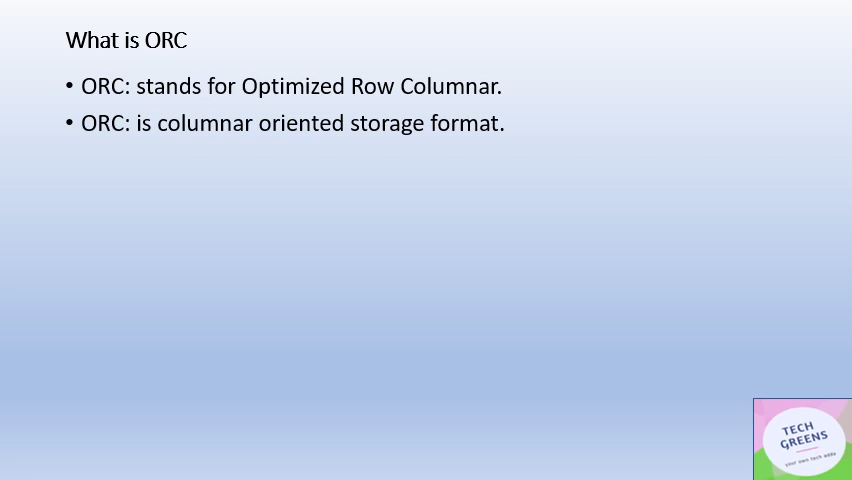 What is ORC
• ORC: stands for Optimized Row Columnar.
• ORC: is columnar oriented storage format.
TECH
GREENS
your own tech adda